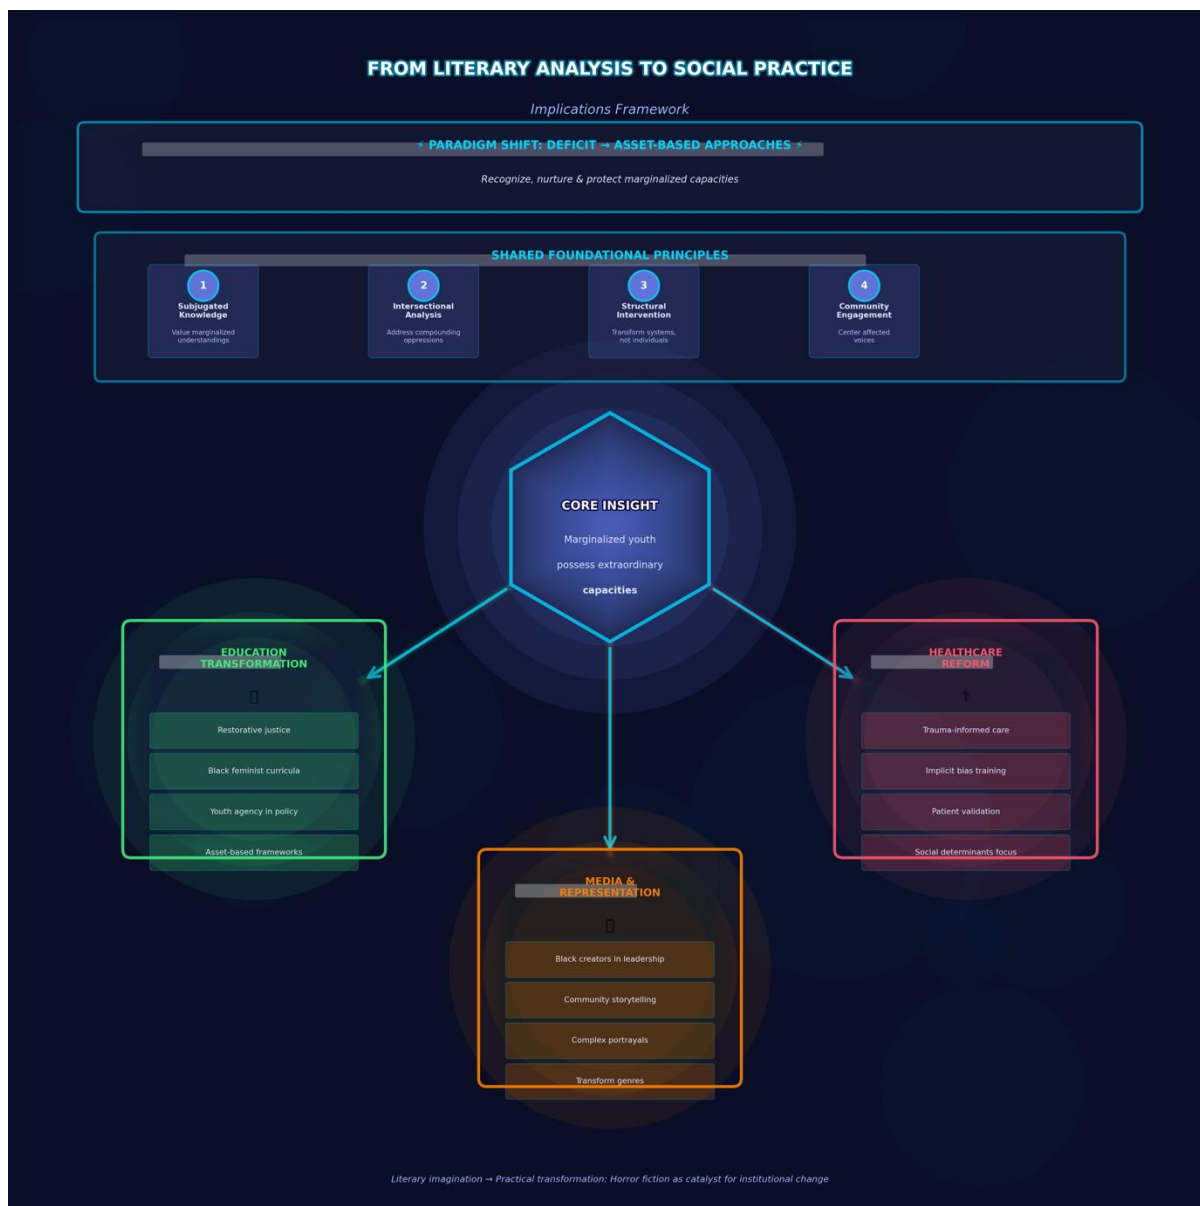 FROM LITERARY ANALYSIS TO SOCIAL PRACTICE
Implications Framework
⚡ PARADIGM SHIFT: DEFICIT → ASSET-BASED APPROACHES ⚡
Recognize, nurture & protect marginalized capacities
SHARED FOUNDATIONAL PRINCIPLES
1
Subjugated
Knowledge
Value marginalized
understandings
2
Intersectional
Analysis
Address compounding
oppressions
3
Structural
Intervention
Transform systems,
not individuals
4
Community
Engagement
Center affected
voices
CORE INSIGHT
Marginalized youth
possess extraordinary
capacities
EDUCATION
TRANSFORMATION
Restorative justice
Black feminist curricula
Youth agency in policy
Asset-based frameworks
HEALTHCARE
REFORM
⚕
Trauma-informed care
Implicit bias training
Patient validation
Social determinants focus
MEDIA &
REPRESENTATION
Black creators in leadership
Community storytelling
Complex portrayals
Transform genres
Literary imagination → Practical transformation: Horror fiction as catalyst for institutional change